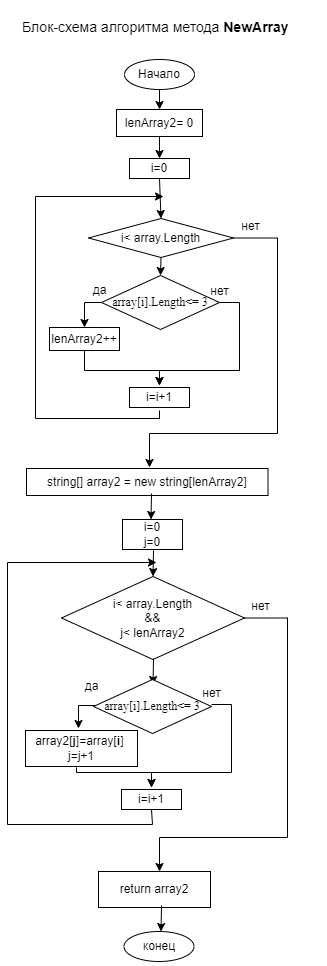 Блок-схема алгоритма метода NewArray
Начало
lenArray2= 0
i=0
i< array.Length
нет
да
array[i].Length<= 3
нет
lenArray2++
i=i+1
string[] array2 = new string[lenArray2]
i=0
j=0
i< array.Length
&&
j< lenArray2
нет
да
array[i].Length<= 3
нет
array2[j]=array[i]
j=j+1
i=i+1
return array2
конец